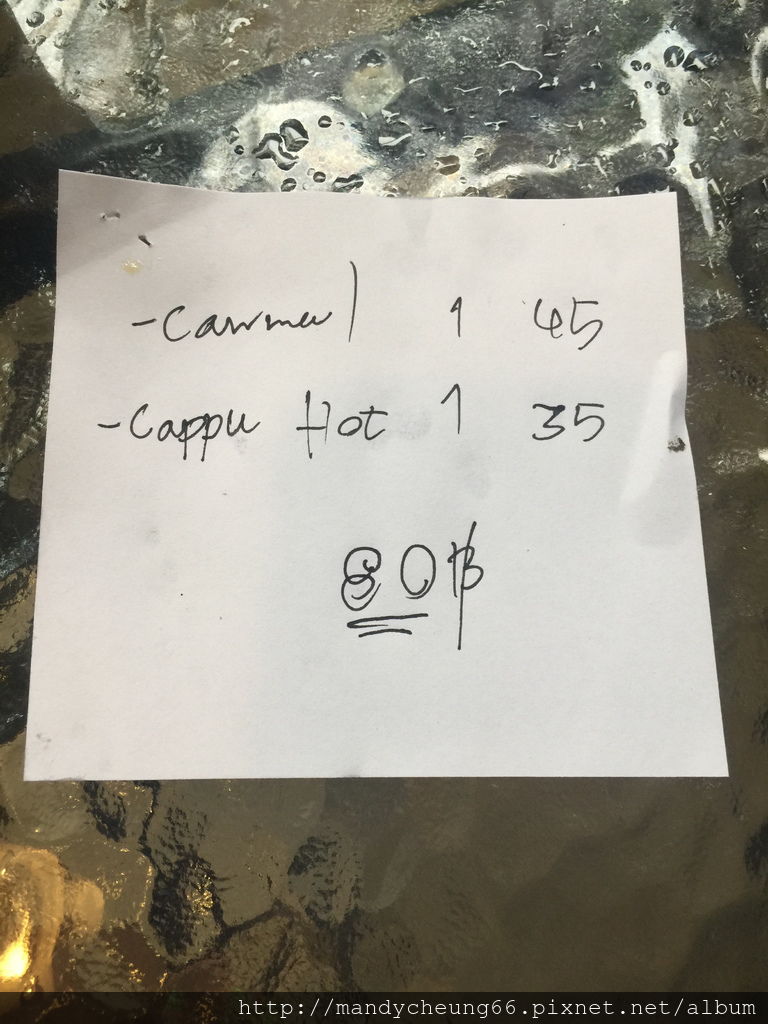 - Carmel 1 45
- Cappu Hot 1 35
80฿
http://mandycheung66.pixnet.net/album